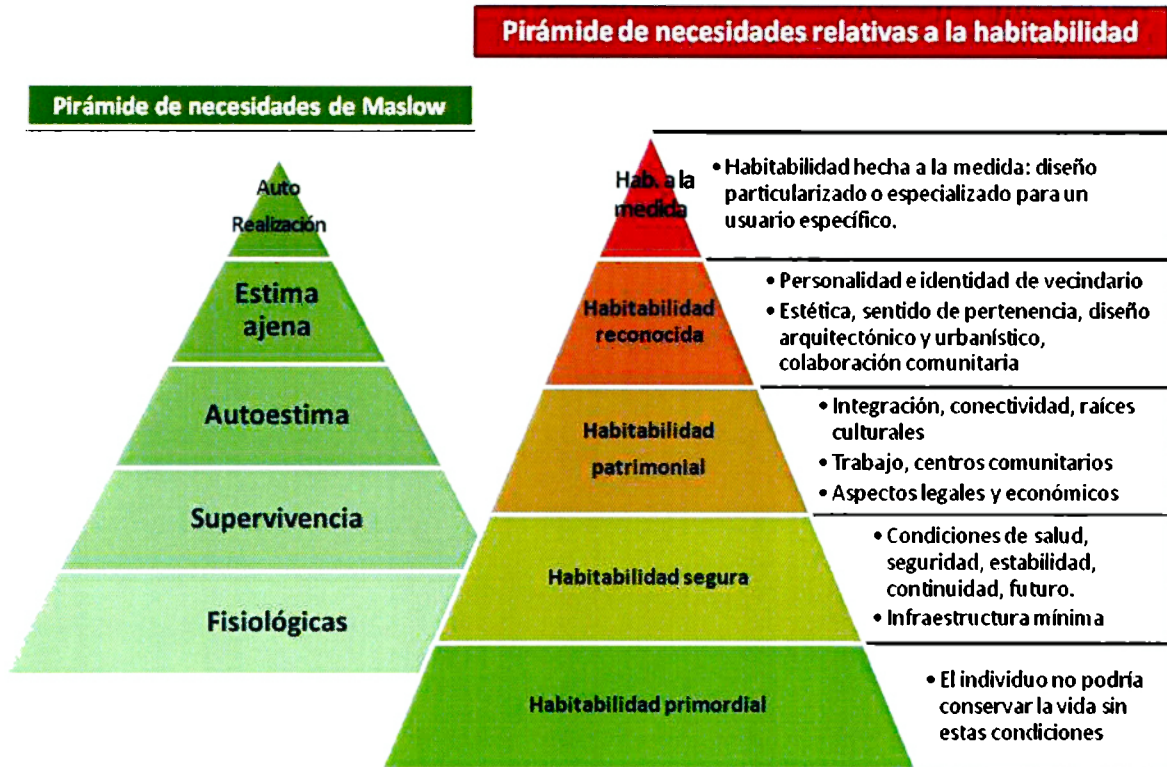 Pirámide de necesidades relativas a la habitabilidad
Pirámide de necesidades de Maslow
Auto
Realización
Estima
ajena
Autoestima
Supervivencia
Fisiológicas
Hab. a la
medida
• Habitabilidad hecha a la medida: diseño
particularizado o especializado para un
usuario específico.
Habitabilidad
reconocida
• Personalidad e identidad de vecindario
• Estética, sentido de pertenencia, diseño
arquitectónico y urbanístico,
colaboración comunitaria
Habitabilidad
patrimonial
• Integración, conectividad, raíces
culturales
• Trabajo, centros comunitarios
• Aspectos legales y económicos
Habitabilidad segura
• Condiciones de salud,
seguridad, estabilidad,
continuidad, futuro.
• Infraestructura mínima
Habitabilidad primordial
• El individuo no podría
conservar la vida sin
estas condiciones